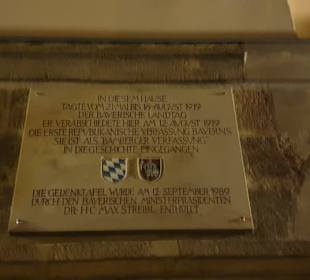 IN DIESEM HAUSE
TAGTE VOM 21. MAI BIS 18. AUGUST 1919
DER BAYERISCHE LANDTAG
ER VERABSCHIEDETE HIER AM 12. AUGUST 1919
DIE ERSTE REPUBLIKANISCHE VERFASSUNG BAYERNS
SIE IST ALS "BAMBERGER VERFASSUNG"
IN DIE GESCHICHTE EINGEGANGEN
DIE GEDENKTAFEL WURDE AM 12. SEPTEMBER 1989
DURCH DEN BAYERISCHEN MINISTERPRÄSIDENTEN
DR. H.C. MAX STREIBL ENTHÜLLT